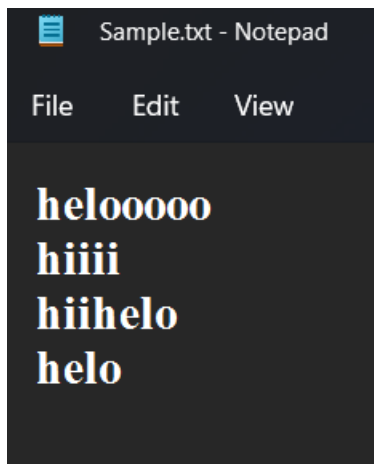 Sample.txt - Notepad
File Edit View
helooooo
hiiii
hiihelo
helo